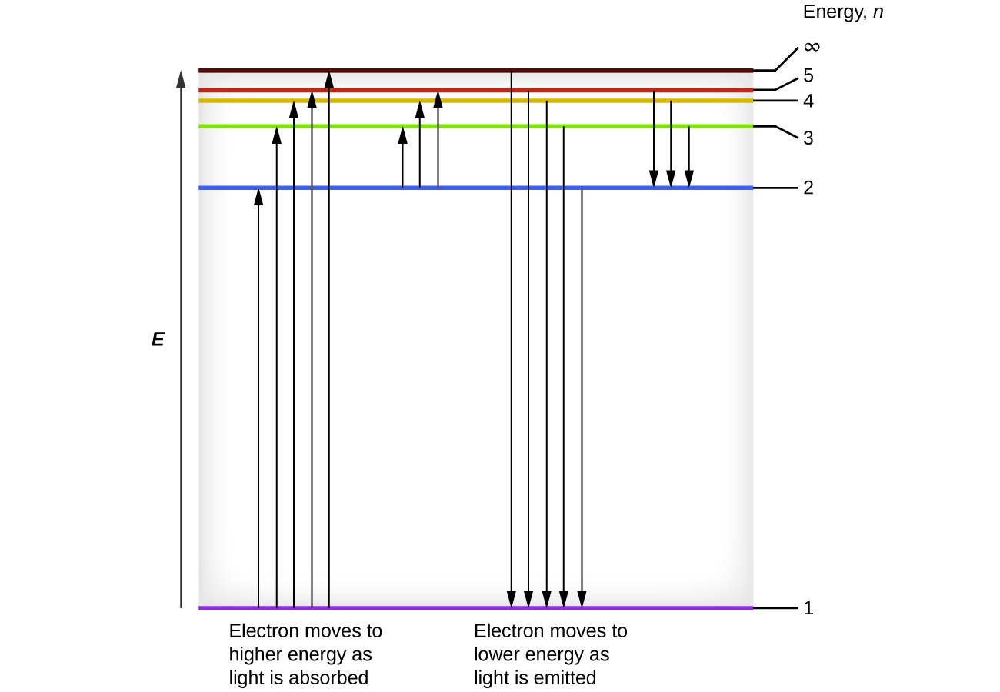 Energy, n
∞
5
4
3
2
E
1
Electron moves to
higher energy as
light is absorbed
Electron moves to
lower energy as
light is emitted